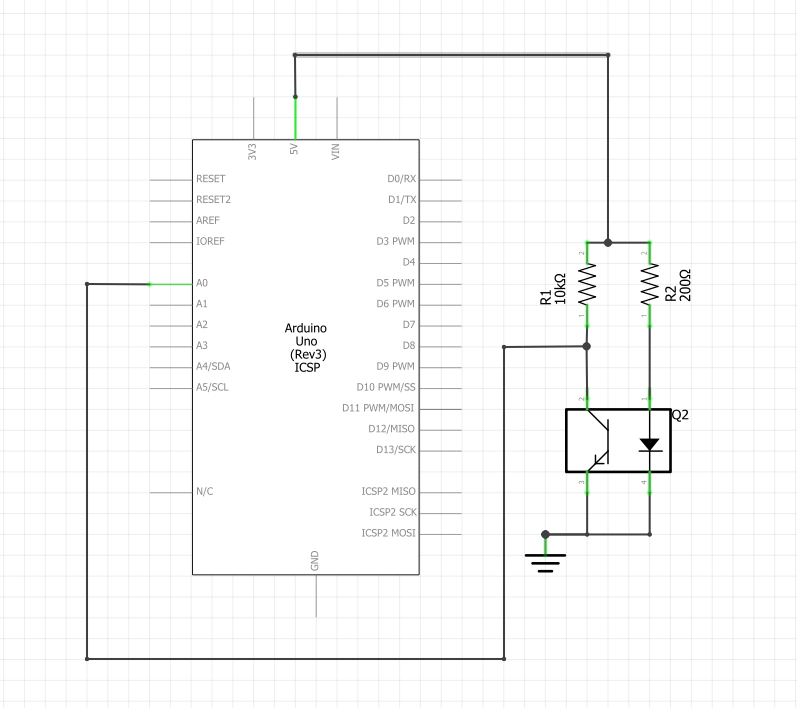 3V3
5V
VIN
RESET
RESET2
AREF
IOREF
A0
A1
A2
A3
A4/SDA
A5/SCL
N/C
D0/RX
D1/TX
D2
D3 PWM
D4
D5 PWM
D6 PWM
D7
D8
D9 PWM
D10 PWM/SS
D11 PWM/MOSI
D12/MISO
D13/SCK
ICSP2 MISO
ICSP2 SCK
ICSP2 MOSI
GND
Arduino
Uno
(Rev3)
ICSP
2
R1
10kΩ
1
2
R2
200Ω
1
2
1
Q2
3
4